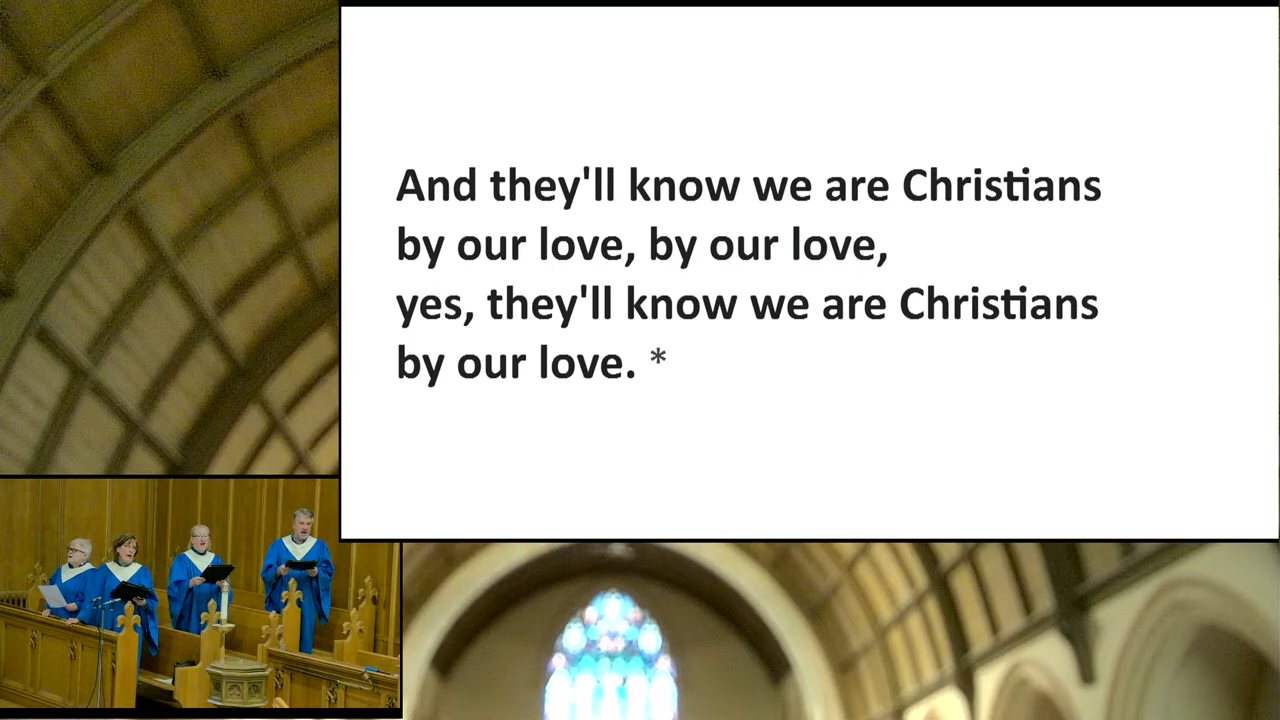 And they'll know we are Christians
by our love, by our love,
yes, they'll know we are Christians
by our love. *